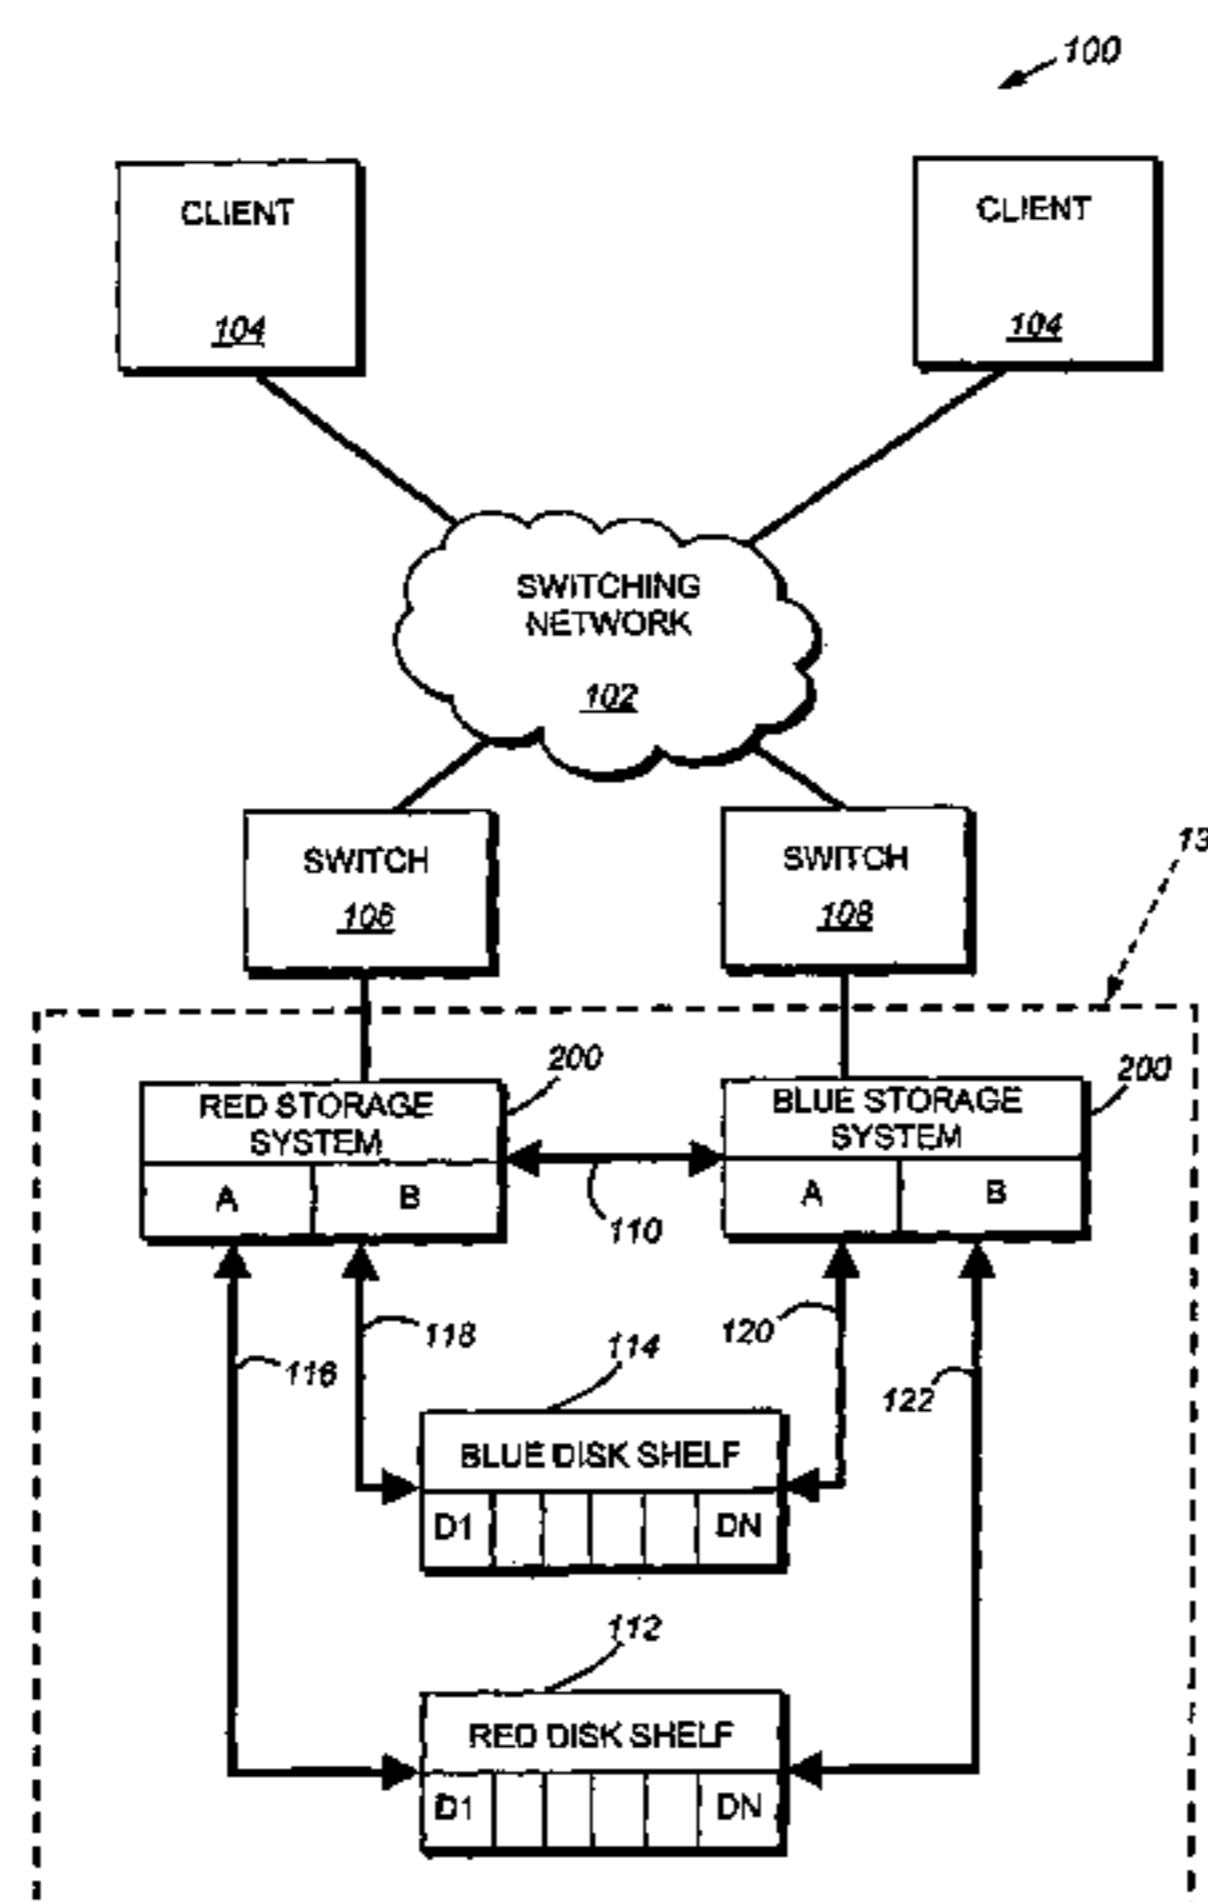 100
CLIENT
104
CLIENT
104
SWITCHING
NETWORK
102
SWITCH
106
SWITCH
108
13
RED STORAGE
SYSTEM
A
B
200
BLUE STORAGE
SYSTEM
A
B
200
110
116
118
114
120
122
BLUE DISK SHELF
D1
DN
112
RED DISK SHELF
D1
DN